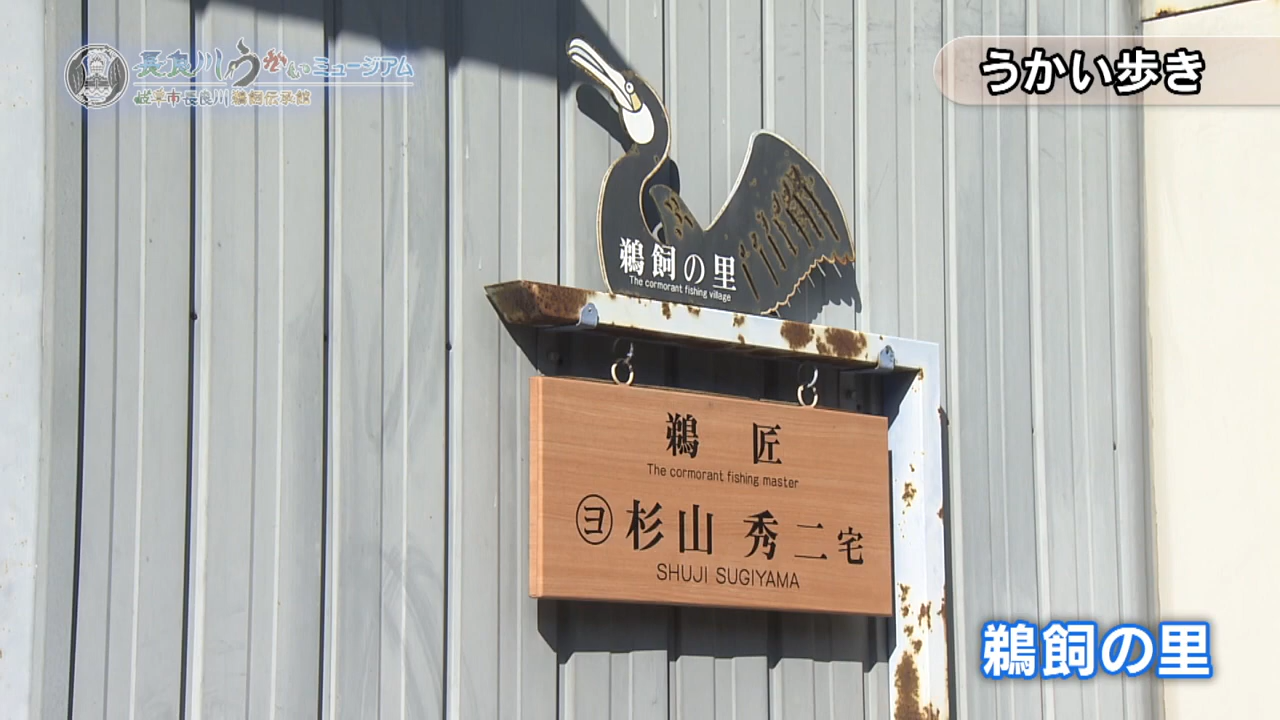 長良川うかいミュージアム
岐阜市長良川鵜飼伝承館
うかい歩き
鵜飼の里
The cormorant fishing village
鵜匠
The cormorant fishing master
ヨ 杉山 秀二宅
SHUJI SUGIYAMA
鵜飼の里